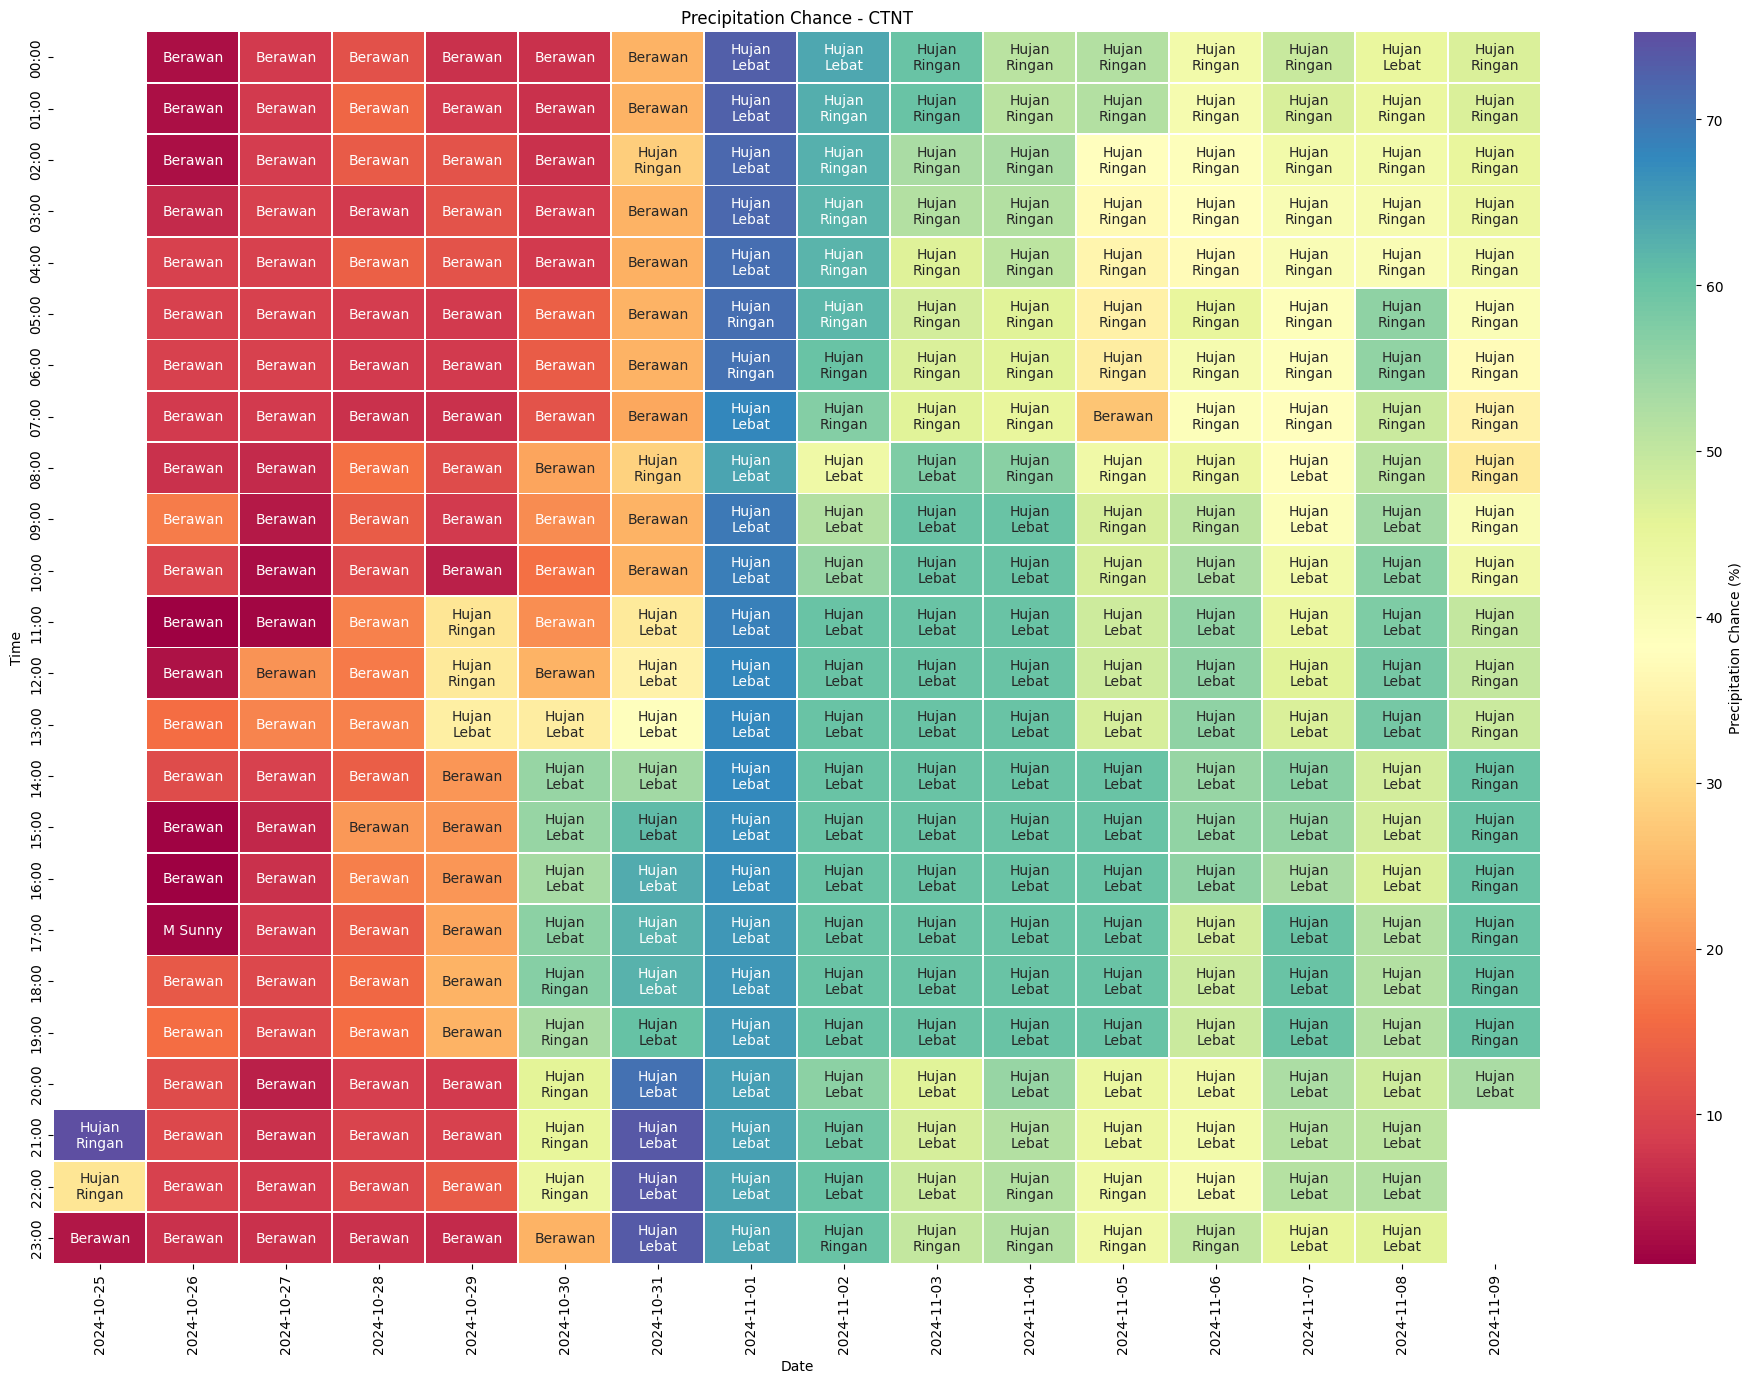 Precipitation Chance - CTNT
00:00 Berawan Berawan Berawan Berawan Berawan Berawan Hujan Lebat Hujan Lebat Hujan Ringan Hujan Ringan Hujan Ringan Hujan Ringan Hujan Ringan Hujan Lebat Hujan Ringan
01:00 Berawan Berawan Berawan Berawan Berawan Berawan Hujan Lebat Hujan Ringan Hujan Ringan Hujan Ringan Hujan Ringan Hujan Ringan Hujan Ringan Hujan Ringan Hujan Ringan
02:00 Berawan Berawan Berawan Berawan Berawan Hujan Ringan Hujan Lebat Hujan Ringan Hujan Ringan Hujan Ringan Hujan Ringan Hujan Ringan Hujan Ringan Hujan Ringan Hujan Ringan
03:00 Berawan Berawan Berawan Berawan Berawan Berawan Hujan Lebat Hujan Ringan Hujan Ringan Hujan Ringan Hujan Ringan Hujan Ringan Hujan Ringan Hujan Ringan Hujan Ringan
04:00 Berawan Berawan Berawan Berawan Berawan Berawan Hujan Lebat Hujan Ringan Hujan Ringan Hujan Ringan Hujan Ringan Hujan Ringan Hujan Ringan Hujan Ringan Hujan Ringan
05:00 Berawan Berawan Berawan Berawan Berawan Berawan Hujan Ringan Hujan Ringan Hujan Ringan Hujan Ringan Hujan Ringan Hujan Ringan Hujan Ringan Hujan Ringan Hujan Ringan
06:00 Berawan Berawan Berawan Berawan Berawan Berawan Hujan Ringan Hujan Ringan Hujan Ringan Hujan Ringan Hujan Ringan Hujan Ringan Hujan Ringan Hujan Ringan Hujan Ringan
07:00 Berawan Berawan Berawan Berawan Berawan Berawan Hujan Lebat Hujan Ringan Hujan Ringan Hujan Ringan Berawan Hujan Ringan Hujan Ringan Hujan Ringan Hujan Ringan
08:00 Berawan Berawan Berawan Berawan Berawan Hujan Ringan Hujan Lebat Hujan Lebat Hujan Lebat Hujan Ringan Hujan Ringan Hujan Ringan Hujan Lebat Hujan Ringan Hujan Ringan
09:00 Berawan Berawan Berawan Berawan Berawan Berawan Hujan Lebat Hujan Lebat Hujan Lebat Hujan Lebat Hujan Ringan Hujan Ringan Hujan Lebat Hujan Lebat Hujan Ringan
10:00 Berawan Berawan Berawan Berawan Berawan Berawan Hujan Lebat Hujan Lebat Hujan Lebat Hujan Lebat Hujan Ringan Hujan Lebat Hujan Lebat Hujan Lebat Hujan Ringan
11:00 Berawan Berawan Berawan Hujan Ringan Berawan Hujan Lebat Hujan Lebat Hujan Lebat Hujan Lebat Hujan Lebat Hujan Lebat Hujan Lebat Hujan Lebat Hujan Lebat Hujan Ringan
12:00 Berawan Berawan Berawan Hujan Ringan Berawan Hujan Lebat Hujan Lebat Hujan Lebat Hujan Lebat Hujan Lebat Hujan Lebat Hujan Lebat Hujan Lebat Hujan Lebat Hujan Ringan
13:00 Berawan Berawan Berawan Hujan Lebat Hujan Lebat Hujan Lebat Hujan Lebat Hujan Lebat Hujan Lebat Hujan Lebat Hujan Lebat Hujan Lebat Hujan Lebat Hujan Lebat Hujan Ringan
14:00 Berawan Berawan Berawan Berawan Hujan Lebat Hujan Lebat Hujan Lebat Hujan Lebat Hujan Lebat Hujan Lebat Hujan Lebat Hujan Lebat Hujan Lebat Hujan Lebat Hujan Ringan
15:00 Berawan Berawan Berawan Berawan Hujan Lebat Hujan Lebat Hujan Lebat Hujan Lebat Hujan Lebat Hujan Lebat Hujan Lebat Hujan Lebat Hujan Lebat Hujan Lebat Hujan Ringan
16:00 Berawan Berawan Berawan Berawan Hujan Lebat Hujan Lebat Hujan Lebat Hujan Lebat Hujan Lebat Hujan Lebat Hujan Lebat Hujan Lebat Hujan Lebat Hujan Lebat Hujan Ringan
17:00 M Sunny Berawan Berawan Berawan Hujan Lebat Hujan Lebat Hujan Lebat Hujan Lebat Hujan Lebat Hujan Lebat Hujan Lebat Hujan Lebat Hujan Lebat Hujan Lebat Hujan Ringan
18:00 Berawan Berawan Berawan Berawan Hujan Ringan Hujan Lebat Hujan Lebat Hujan Lebat Hujan Lebat Hujan Lebat Hujan Lebat Hujan Lebat Hujan Lebat Hujan Lebat Hujan Ringan
19:00 Berawan Berawan Berawan Berawan Hujan Ringan Hujan Lebat Hujan Lebat Hujan Lebat Hujan Lebat Hujan Lebat Hujan Lebat Hujan Lebat Hujan Lebat Hujan Lebat Hujan Ringan
20:00 Berawan Berawan Berawan Berawan Hujan Ringan Hujan Lebat Hujan Lebat Hujan Lebat Hujan Lebat Hujan Lebat Hujan Lebat Hujan Lebat Hujan Lebat Hujan Lebat Hujan Lebat
21:00 Hujan Ringan Berawan Berawan Berawan Berawan Hujan Ringan Hujan Lebat Hujan Lebat Hujan Lebat Hujan Lebat Hujan Lebat Hujan Lebat Hujan Lebat Hujan Lebat Hujan Lebat
22:00 Hujan Ringan Berawan Berawan Berawan Berawan Hujan Ringan Hujan Lebat Hujan Lebat Hujan Lebat Hujan Lebat Hujan Ringan Hujan Ringan Hujan Lebat Hujan Lebat Hujan Lebat
23:00 Berawan Berawan Berawan Berawan Berawan Berawan Hujan Lebat Hujan Lebat Hujan Ringan Hujan Ringan Hujan Ringan Hujan Ringan Hujan Ringan Hujan Lebat Hujan Lebat
Time
2024-10-25 2024-10-26 2024-10-27 2024-10-28 2024-10-29 2024-10-30 2024-10-31 2024-11-01 2024-11-02 2024-11-03 2024-11-04 2024-11-05 2024-11-06 2024-11-07 2024-11-08 2024-11-09
Date
70
60
50
40
30
20
10
Precipitation Chance (%)